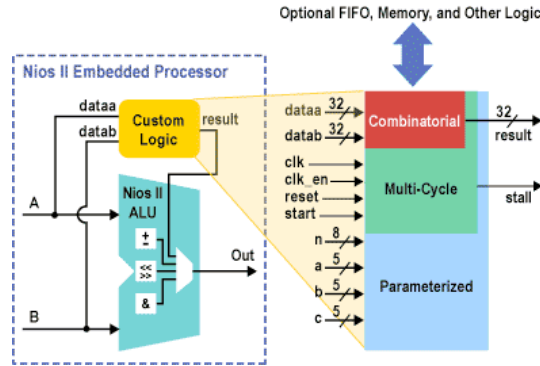 Optional FIFO, Memory, and Other Logic
Nios II Embedded Processor
dataa
datab
Custom
Logic
result
A
Nios II
ALU
+
-
<<
>>
&
Out
B
dataa 32
datab 32
clk
clk_en
reset
start
n 8
a 5
b 5
c 5
Combinatorial
Multi-Cycle
Parameterized
32
result
stall